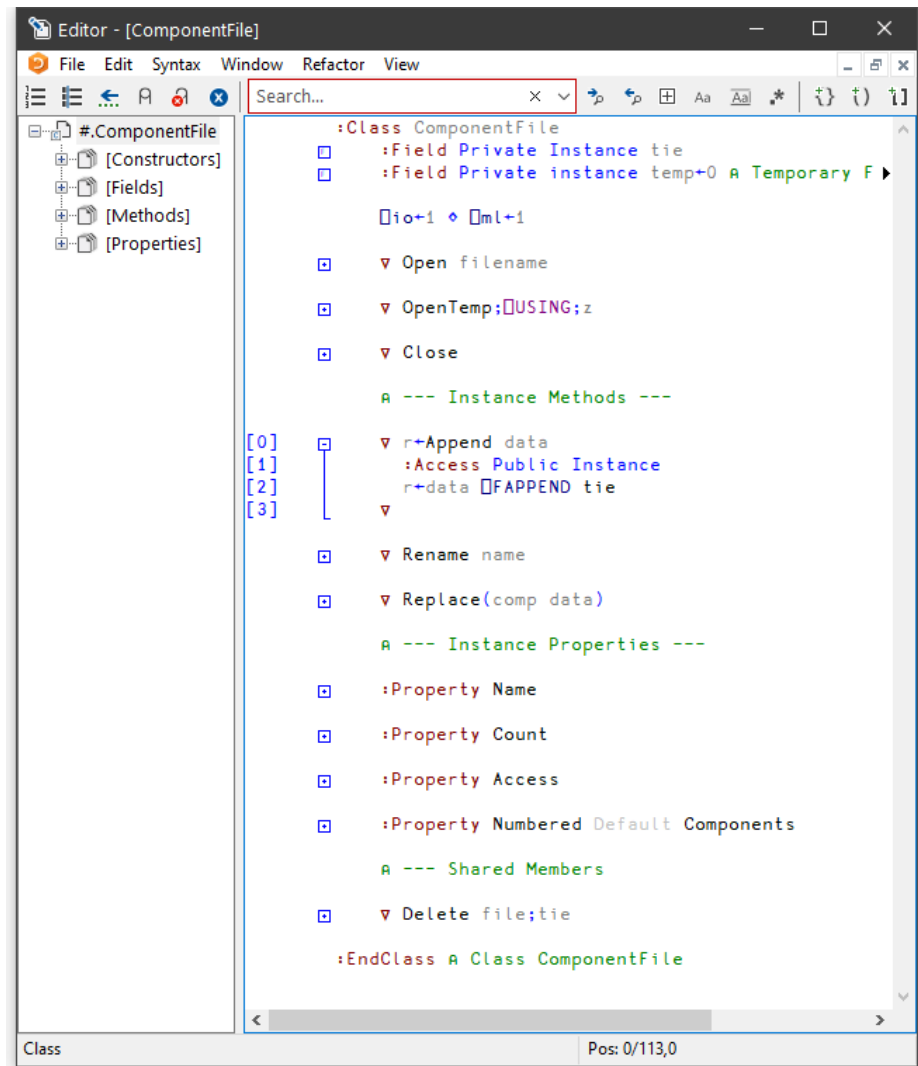 Editor - [ComponentFile]
File Edit Syntax Window Refactor View
Search...
Aa Aa .*
#.ComponentFile
[Constructors]
[Fields]
[Methods]
[Properties]
:Class ComponentFile
:Field Private Instance tie
:Field Private instance temp←0 ⍝ Temporary F
⎕io←1 ⋄ ⎕ml←1
∇ Open filename
∇ OpenTemp;⎕USING;z
∇ Close
⍝ --- Instance Methods ---
[0] ∇ r←Append data
[1] :Access Public Instance
[2] r←data ⎕FAPPEND tie
[3] ∇
∇ Rename name
∇ Replace(comp data)
⍝ --- Instance Properties ---
:Property Name
:Property Count
:Property Access
:Property Numbered Default Components
⍝ --- Shared Members
∇ Delete file;tie
:EndClass ⍝ Class ComponentFile
Class
Pos: 0/113,0